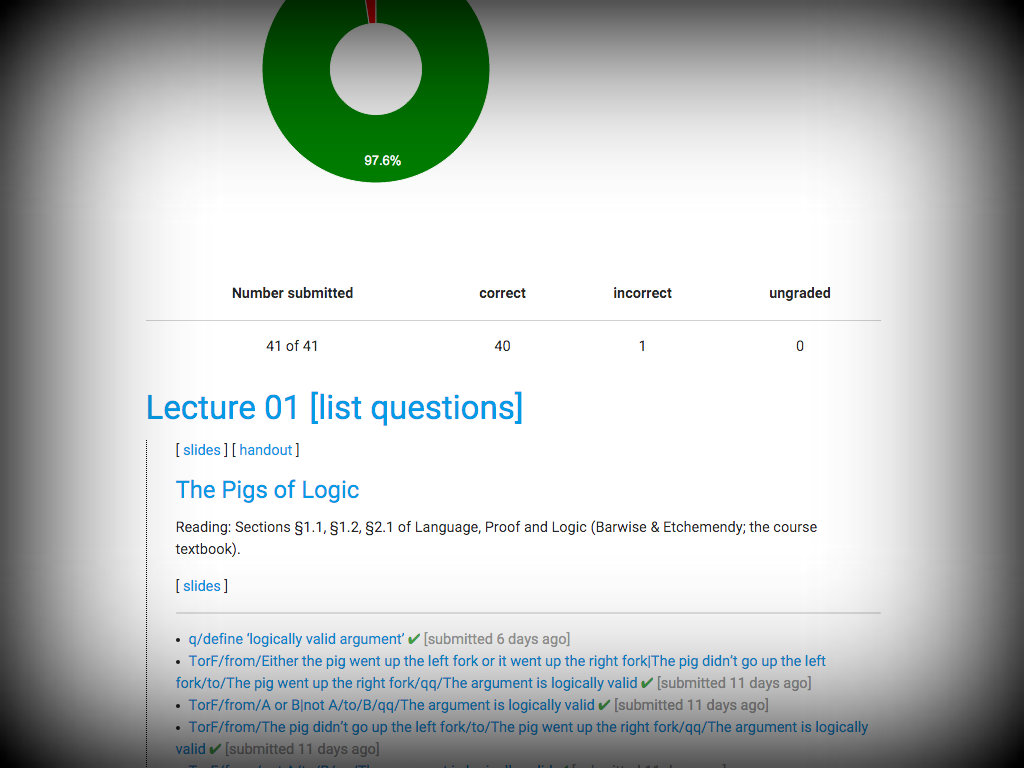 97.6%
Number submitted correct incorrect ungraded
41 of 41 40 1 0
Lecture 01 [list questions]
[ slides ] [ handout ]
The Pigs of Logic
Reading: Sections §1.1, §1.2, §2.1 of Language, Proof and Logic (Barwise & Etchemendy; the course
textbook).
[ slides ]
• q/define ‘logically valid argument’ ✔ [submitted 6 days ago]
• TorF/from/Either the pig went up the left fork or it went up the right fork|The pig didn’t go up the left
fork/to/The pig went up the right fork/qq/The argument is logically valid ✔ [submitted 11 days ago]
• TorF/from/A or B|not A/to/B/qq/The argument is logically valid ✔ [submitted 11 days ago]
• TorF/from/The pig didn’t go up the left fork/to/The pig went up the right fork/qq/The argument is logically
valid ✔ [submitted 11 days ago]